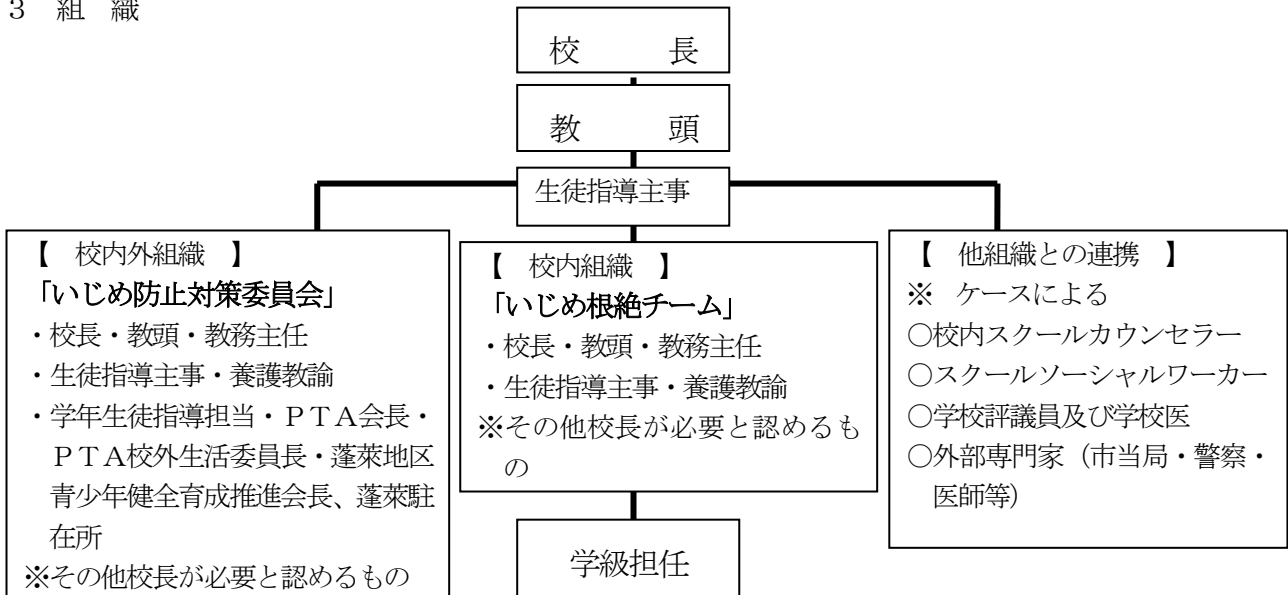 ３　組　織
校　　長
教　　頭
生徒指導主事
【　校内外組織　】
「いじめ防止対策委員会」
・校長・教頭・教務主任
・生徒指導主事・養護教諭
・学年生徒指導担当・ＰＴＡ会長・
ＰＴＡ校外生活委員長・蓬萊地区
青少年健全育成推進会長、蓬萊駐
在所
※その他校長が必要と認めるもの
【　校内組織　】
「いじめ根絶チーム」
・校長・教頭・教務主任
・生徒指導主事・養護教諭
※その他校長が必要と認めるも
の
学級担任
【　他組織との連携　】
※　ケースによる
○校内スクールカウンセラー
○スクールソーシャルワーカー
○学校評議員及び学校医
○外部専門家（市当局・警察・
医師等）